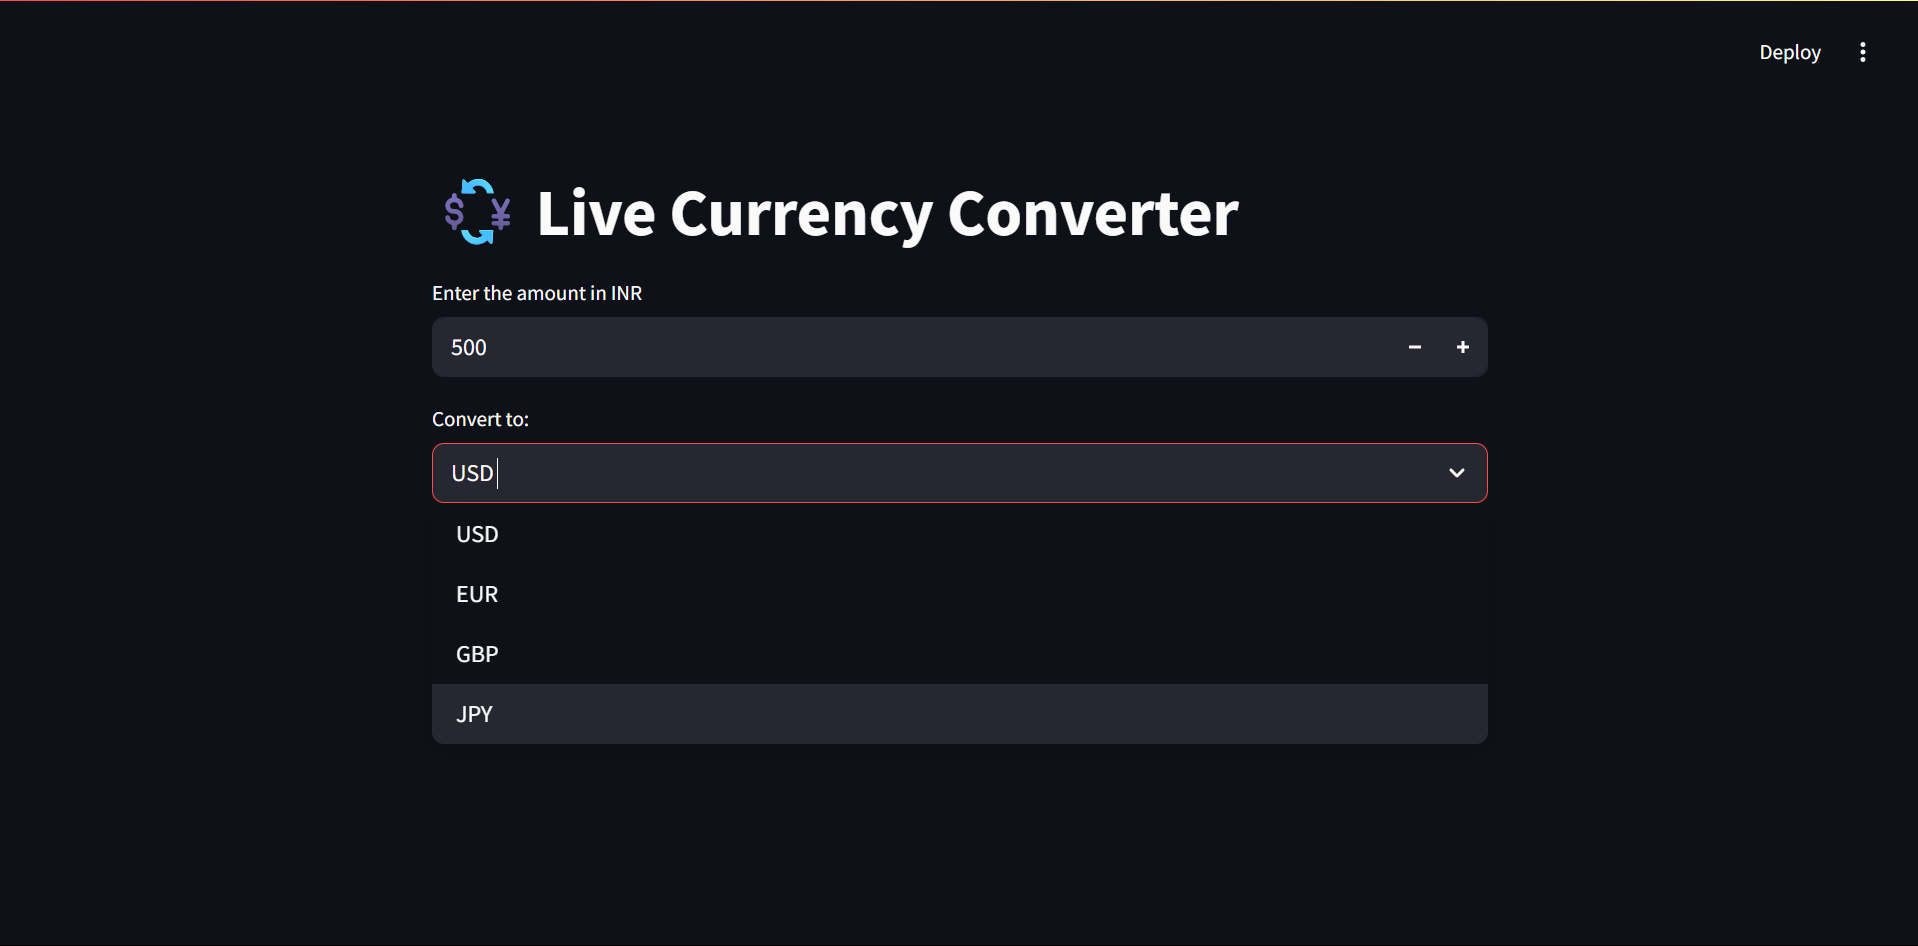 Deploy
Live Currency Converter
Enter the amount in INR
500
Convert to:
USD
USD
EUR
GBP
JPY